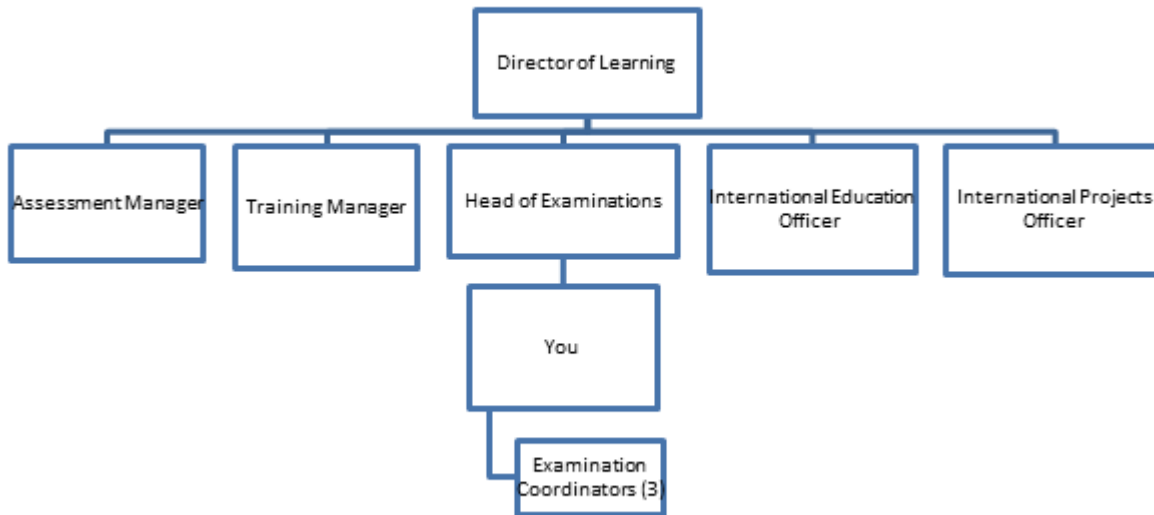 Director of Learning
Assessment Manager
Training Manager
Head of Examinations
International Education
Officer
International Projects
Officer
You
Examination
Coordinators (3)